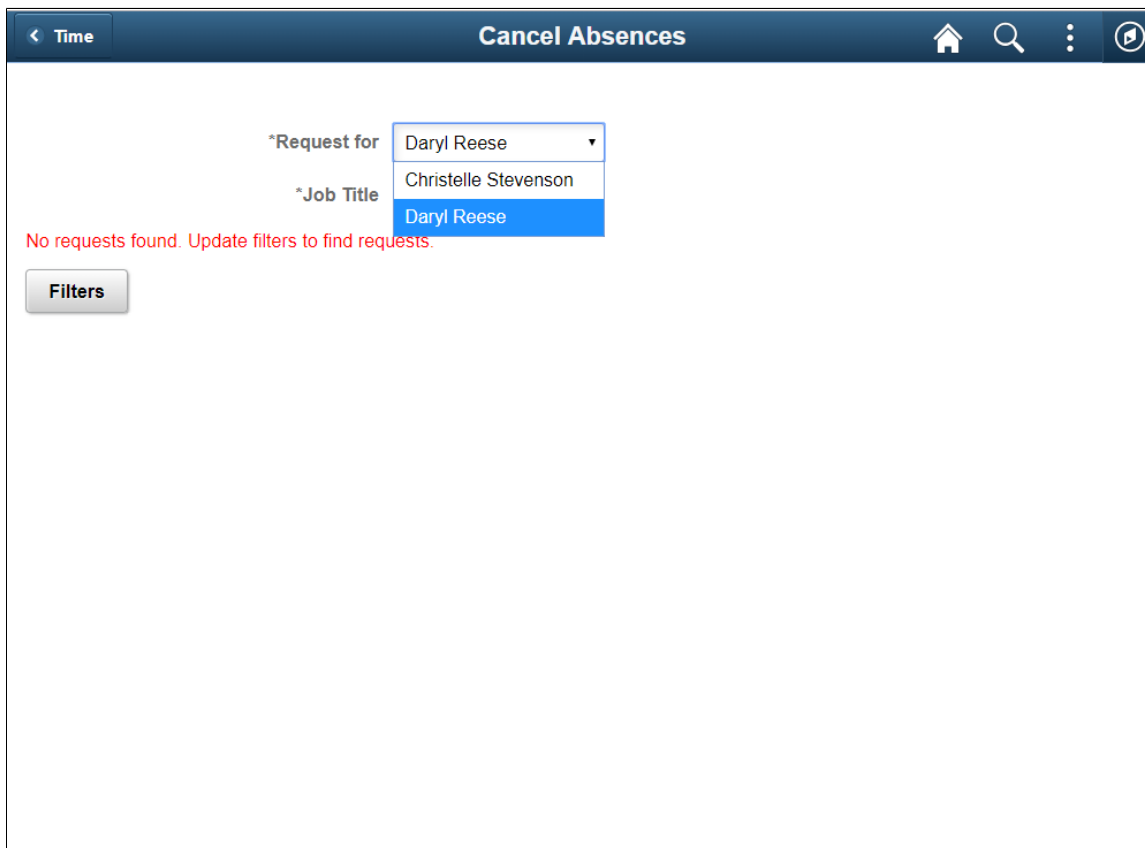 Time
Cancel Absences
*Request for
Daryl Reese
Christelle Stevenson
*Job Title
Daryl Reese
No requests found. Update filters to find requests.
Filters